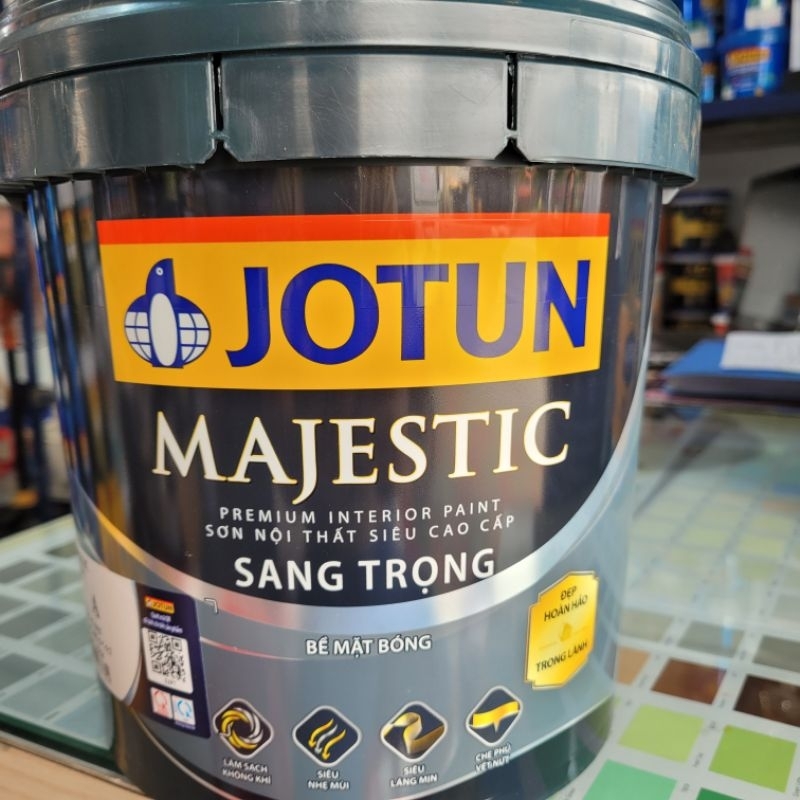 JOTUN
MAJESTIC
PREMIUM INTERIOR PAINT
SƠN NỘI THẤT SIÊU CAO CẤP
SANG TRỌNG
BỀ MẶT BÓNG
ĐẸP
HOÀN HẢO
TRONG LÀNH
JOTUN
LÀM SẠCH
KHÔNG KHÍ
SIÊU
NHẸ MÙI
SIÊU
LÁNG MỊN
CHE PHỦ
VẾT NỨT